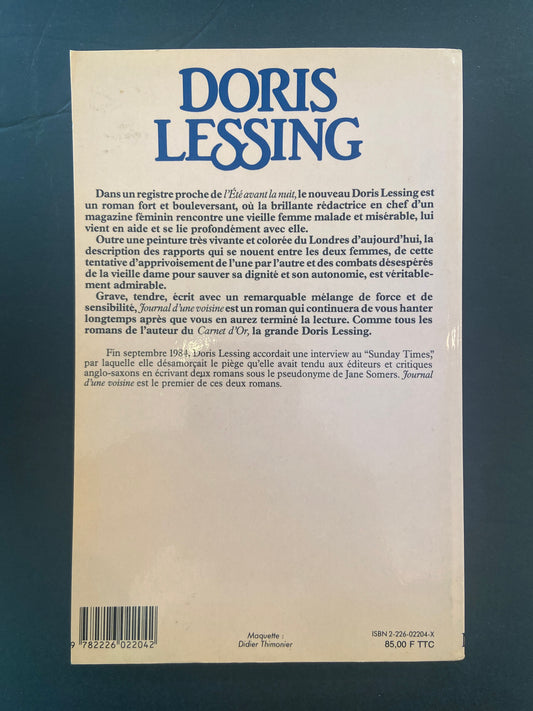 DORIS
LESSING
Dans un registre proche de l'Été avant la nuit, le nouveau Doris Lessing est
un roman fort et bouleversant, où la brillante rédactrice en chef d'un
magazine féminin rencontre une vieille femme malade et misérable, lui
vient en aide et se lie profondément avec elle.
Outre une peinture très vivante et colorée du Londres d'aujourd'hui, la
description des rapports qui se nouent entre les deux femmes, de cette
tentative d'apprivoisement de l'une par l'autre et des combats désespérés
de la vieille dame pour sauver sa dignité et son autonomie, est véritable-
ment admirable.
Grave, tendre, écrit avec un remarquable mélange de force et de
sensibilité, Journal d'une voisine est un roman qui continuera de vous hanter
longtemps après que vous en aurez terminé la lecture. Comme tous les
romans de l'auteur du Carnet d'Or, la grande Doris Lessing.
Fin septembre 1984, Doris Lessing accordait une interview au "Sunday Times,"
par laquelle elle désamorçait le piège qu'elle avait tendu aux éditeurs et critiques
anglo-saxons en écrivant deux romans sous le pseudonyme de Jane Somers. Journal
d'une voisine est le premier de ces deux romans.
9 782226 022042
Maquette :
Didier Thimonier
ISBN 2-226-02204-X
85,00 F TTC